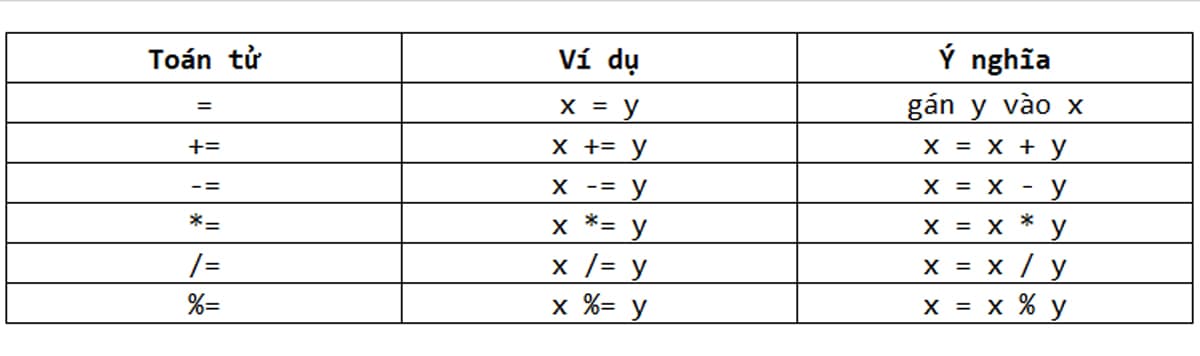 Toán tử Ví dụ Ý nghĩa
= x = y gán y vào x
+= x += y x = x + y
-= x -= y x = x - y
*= x *= y x = x * y
/= x /= y x = x / y
%= x %= y x = x % y